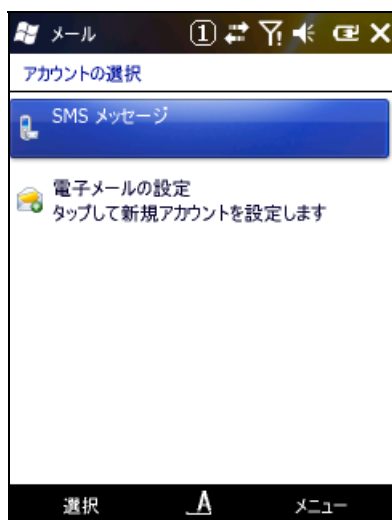 メール ①
アカウントの選択
SMS メッセージ
電子メールの設定
タップして新規アカウントを設定します
選択 A メニュー